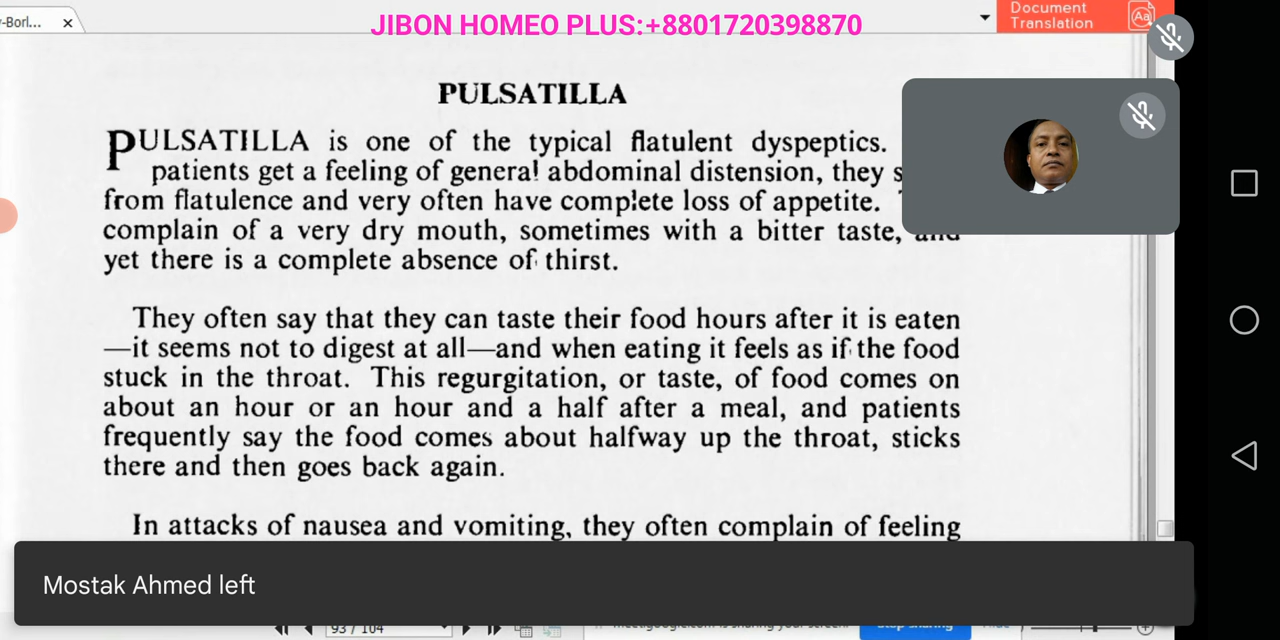 -Borl...
JIBON HOMEO PLUS:+8801720398870
Document
Translation
Aa
PULSATILLA
PULSATILLA is one of the typical flatulent dyspeptics.
patients get a feeling of general abdominal distension, they s
from flatulence and very often have complete loss of appetite.
complain of a very dry mouth, sometimes with a bitter taste, and
yet there is a complete absence of thirst.
They often say that they can taste their food hours after it is eaten
—it seems not to digest at all—and when eating it feels as if the food
stuck in the throat. This regurgitation, or taste, of food comes on
about an hour or an hour and a half after a meal, and patients
frequently say the food comes about halfway up the throat, sticks
there and then goes back again.
In attacks of nausea and vomiting, they often complain of feeling
Mostak Ahmed left
93 / 104